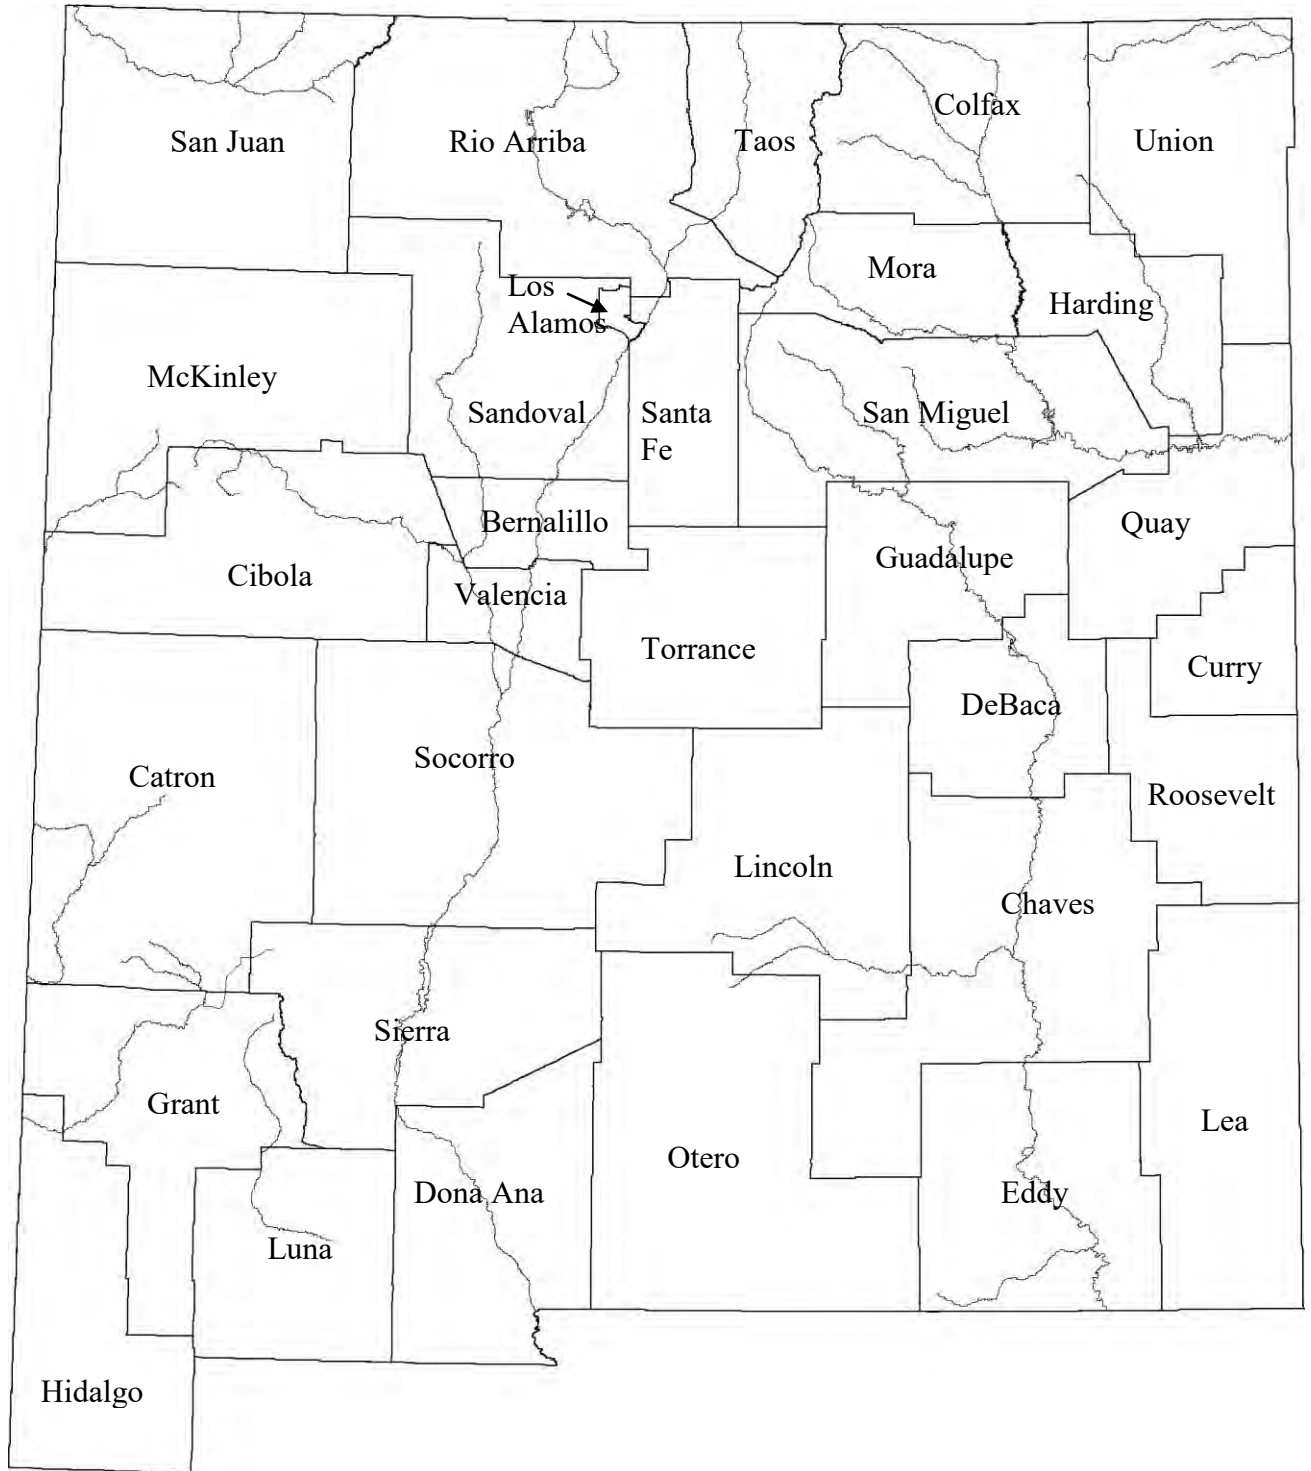 Colfax
San Juan
Rio Arriba
Taos
Union
Mora
Los
Alamos
Harding
McKinley
Sandoval
Santa
Fe
San Miguel
Bernalillo
Quay
Guadalupe
Cibola
Valencia
Torrance
Curry
DeBaca
Socorro
Catron
Roosevelt
Lincoln
Chaves
Sierra
Grant
Lea
Otero
Dona Ana
Eddy
Luna
Hidalgo